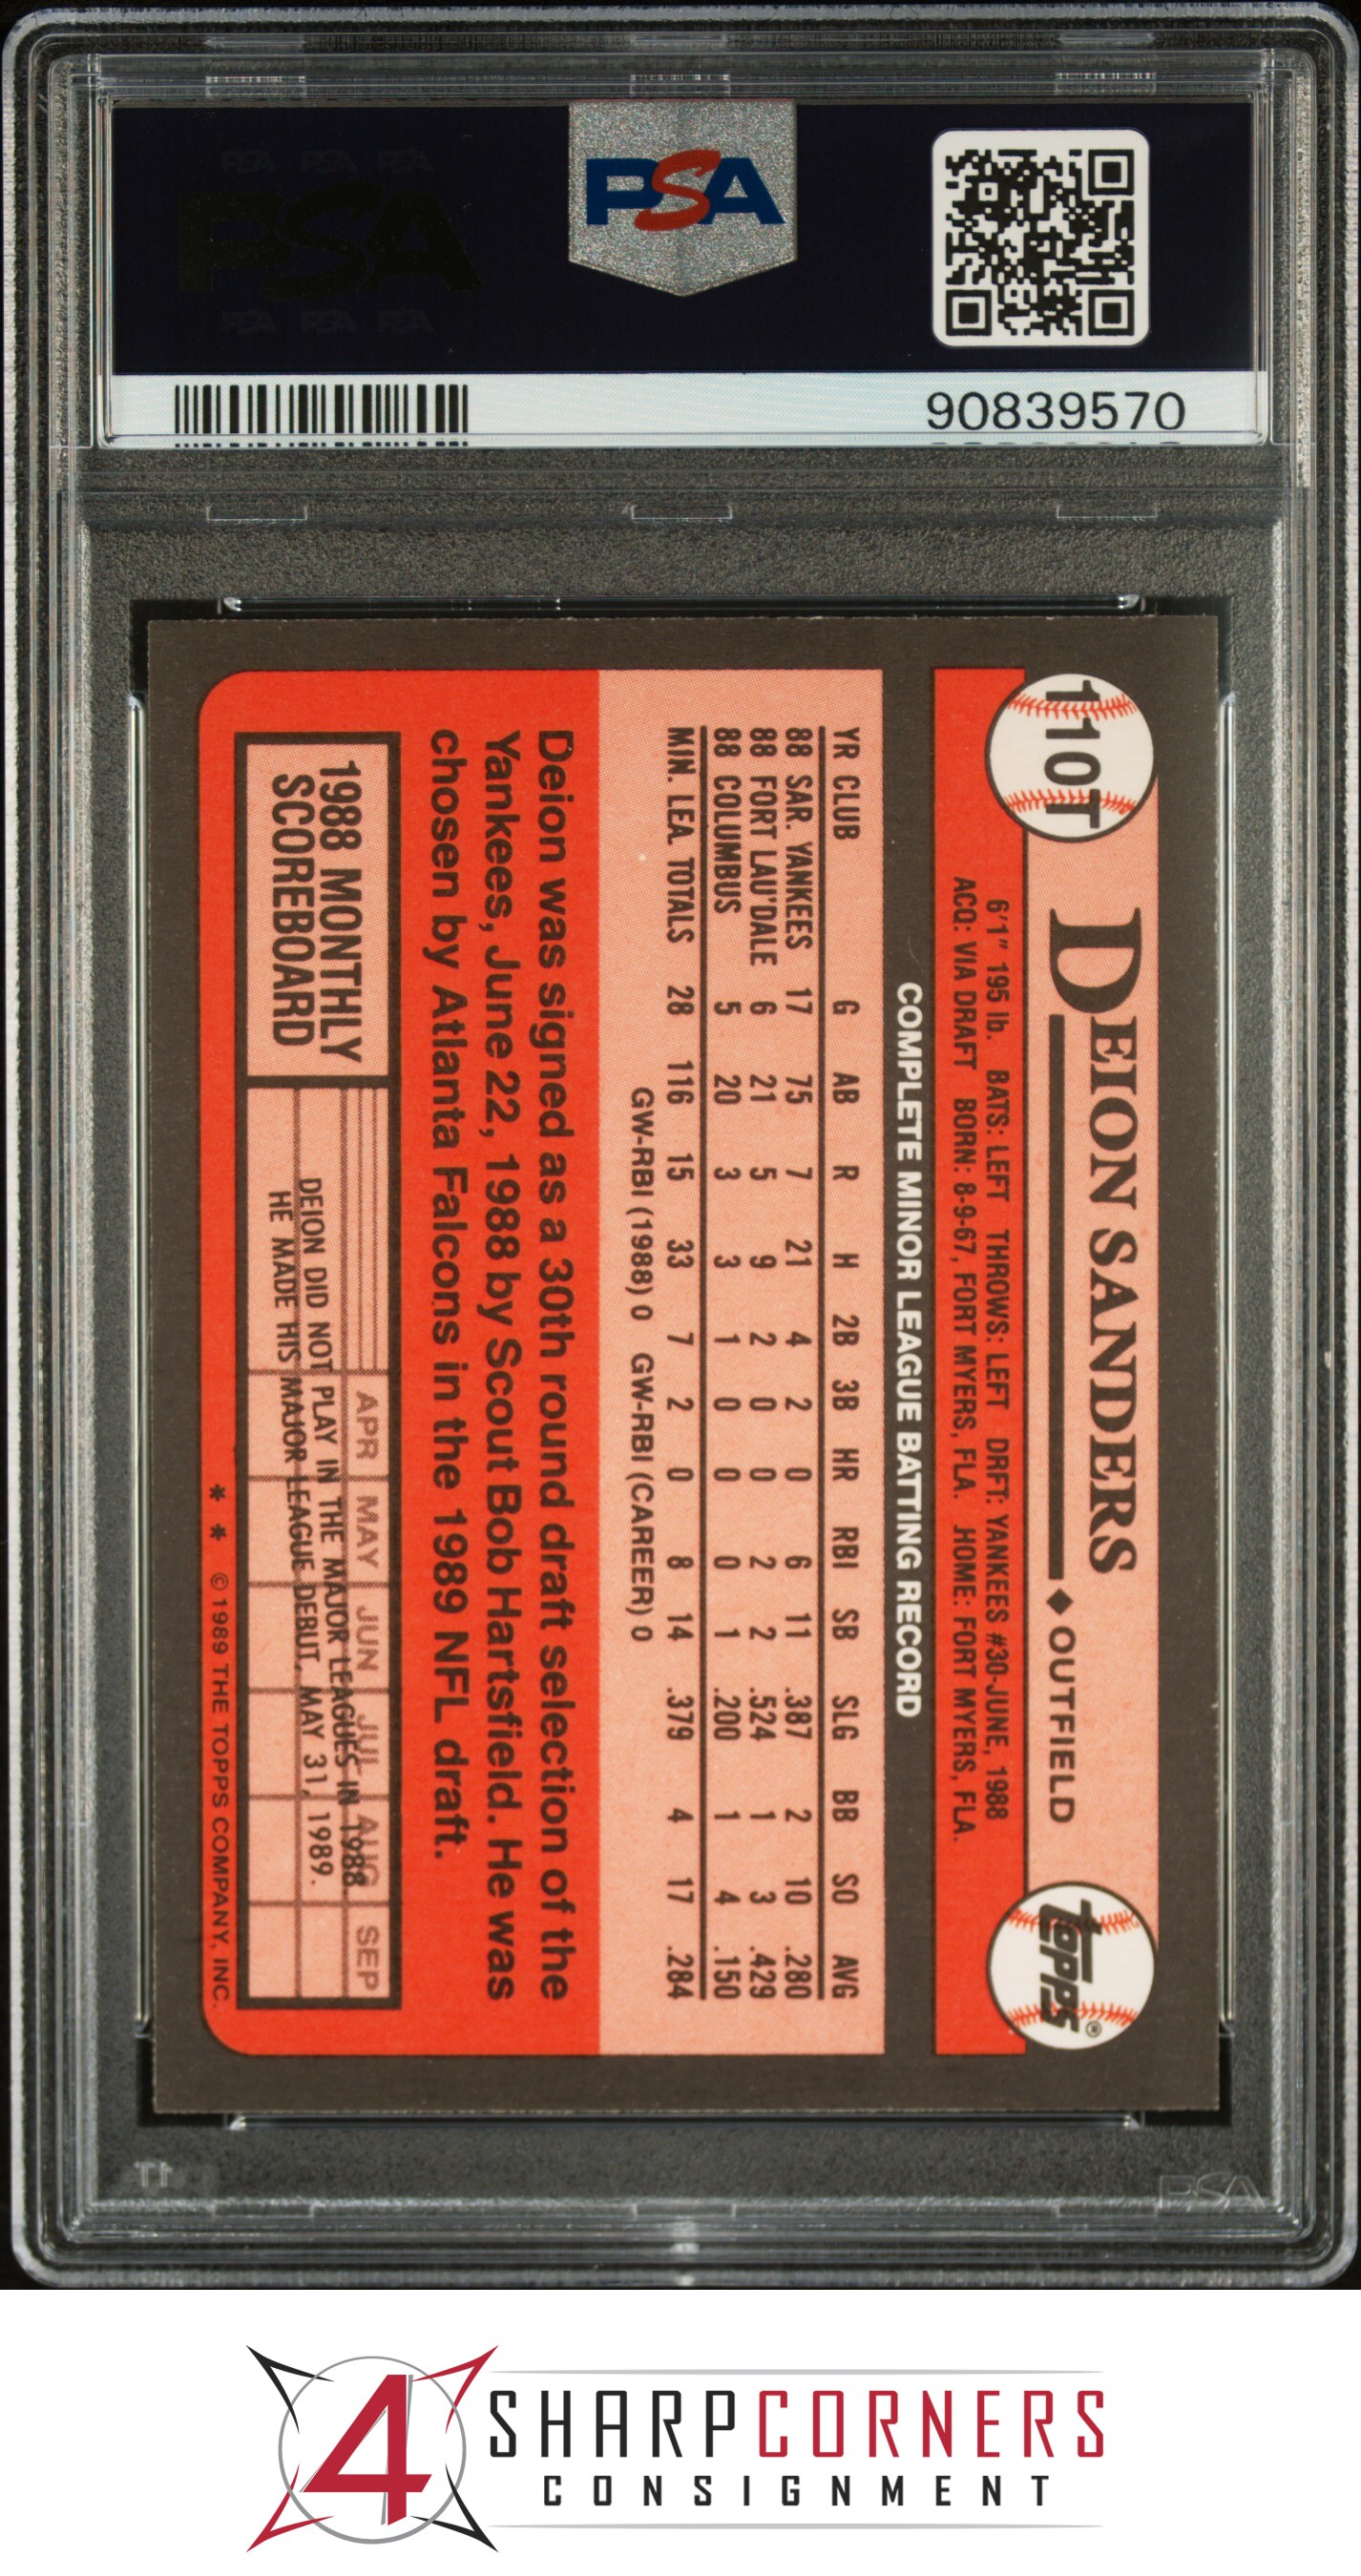 PSA PSA PSA
PSA
PSA PSA PSA
PSA
90839570
110T
DEION SANDERS ◆ OUTFIELD
topps®
6'1" 195 lb. BATS: LEFT THROWS: LEFT DRFT: YANKEES #30-JUNE, 1988
ACQ: VIA DRAFT BORN: 8-9-67, FORT MYERS, FLA. HOME: FORT MYERS, FLA.
COMPLETE MINOR LEAGUE BATTING RECORD
YR CLUB G AB R H 2B 3B HR RBI SB SLG BB SO AVG
88 SAR. YANKEES 17 75 7 21 4 2 0 6 11 .387 2 10 .280
88 FORT LAU'DALE 6 21 5 9 2 0 0 2 2 .524 1 3 .429
88 COLUMBUS 5 20 3 3 1 0 0 0 1 .200 1 4 .150
MIN. LEA. TOTALS 28 116 15 33 7 2 0 8 14 .379 4 17 .284
GW-RBI (1988) 0 GW-RBI (CAREER) 0
Deion was signed as a 30th round draft selection of the
Yankees, June 22, 1988 by Scout Bob Hartsfield. He was
chosen by Atlanta Falcons in the 1989 NFL draft.
1988 MONTHLY
SCOREBOARD
APR MAY JUN JUL AUG SEP
DEION DID NOT PLAY IN THE MAJOR LEAGUES IN 1988.
HE MADE HIS MAJOR LEAGUE DEBUT, MAY 31, 1989.
* * © 1989 THE TOPPS COMPANY, INC.
PSA
4
SHARPCORNERS
CONSIGNMENT